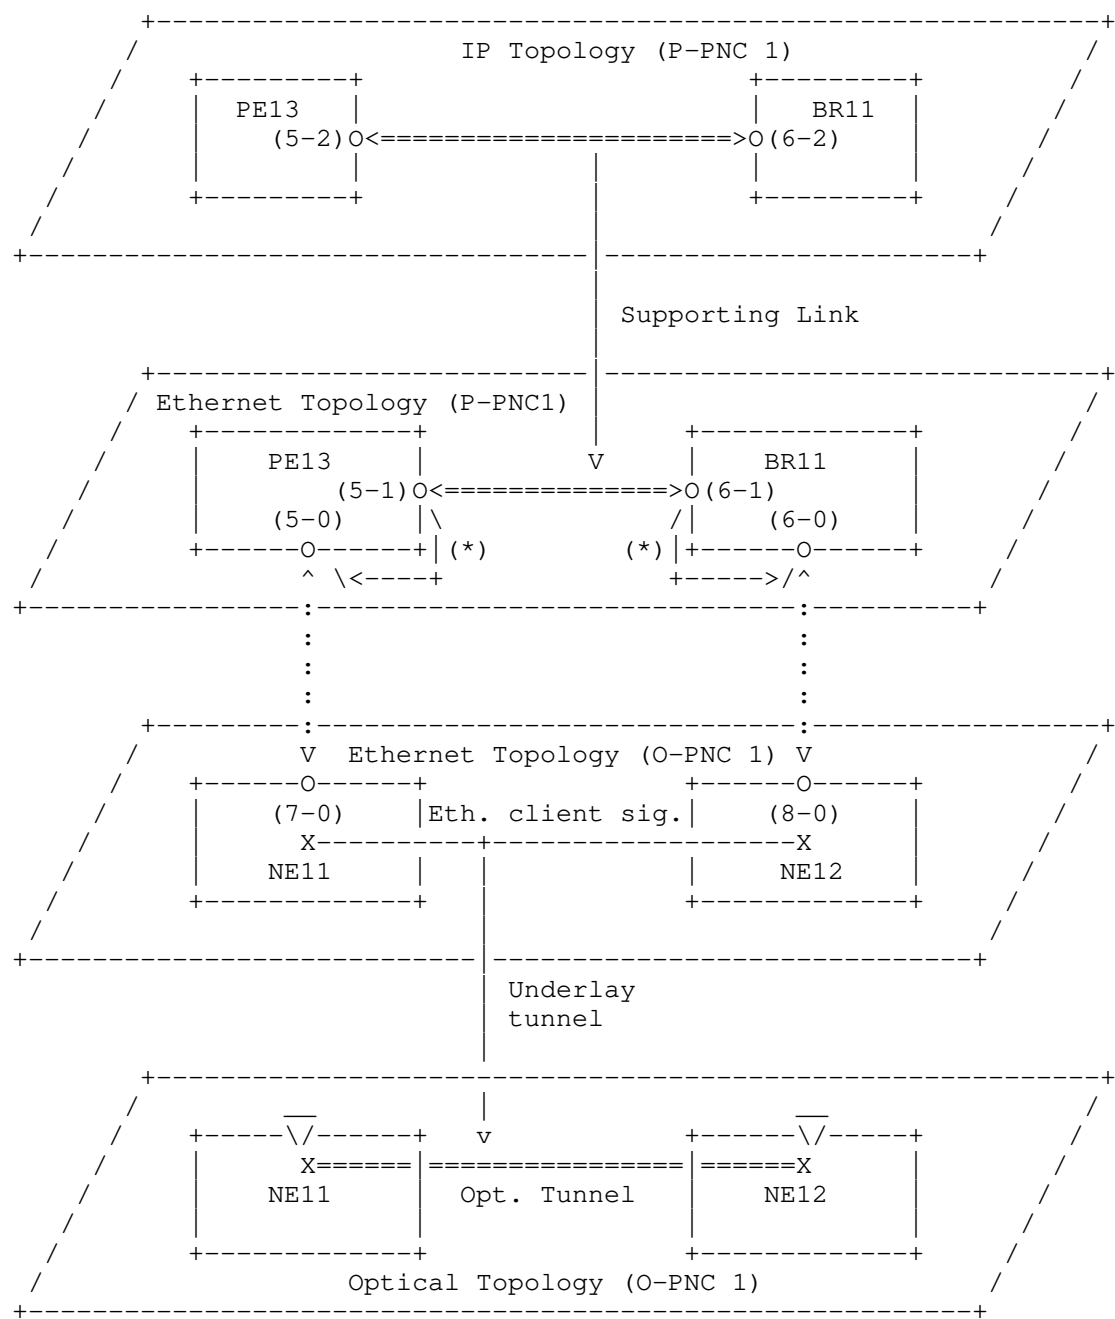 IP Topology (P-PNC 1)
PE13 BR11
(5-2)O<======================>O(6-2)
Supporting Link
Ethernet Topology (P-PNC1)
PE13 V BR11
(5-1)O<==============>O(6-1)
(5-0) (6-0)
O (*) (*) O
^ \<----+ +----->/^
V Ethernet Topology (O-PNC 1) V
O O
(7-0) Eth. client sig. (8-0)
X----------+-------------------X
NE11 NE12
Underlay
tunnel
v
X======|================|======X
NE11 Opt. Tunnel NE12
Optical Topology (O-PNC 1)